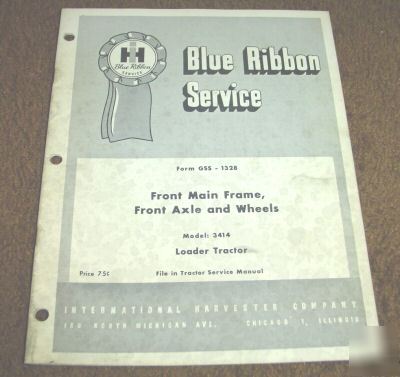 IH
Blue Ribbon
SERVICE
Blue Ribbon
Service
Form GSS - 1328
Front Main Frame,
Front Axle and Wheels
Model: 3414
Loader Tractor
Price 75¢
File in Tractor Service Manual
INTERNATIONAL HARVESTER COMPANY
180 NORTH MICHIGAN AVE. CHICAGO 1, ILLINOIS